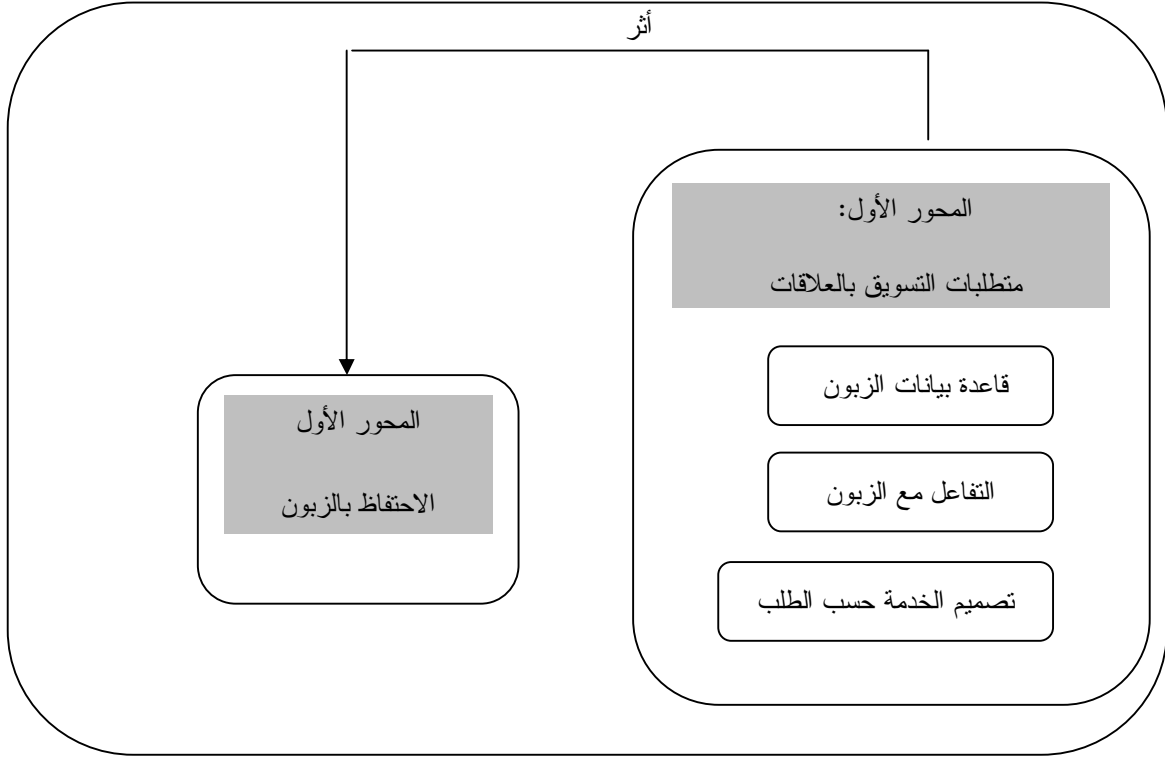 أثر
المحور الأول:
متطلبات التسويق بالعلاقات
قاعدة بيانات الزبون
التفاعل مع الزبون
تصميم الخدمة حسب الطلب
المحور الأول
الاحتفاظ بالزبون